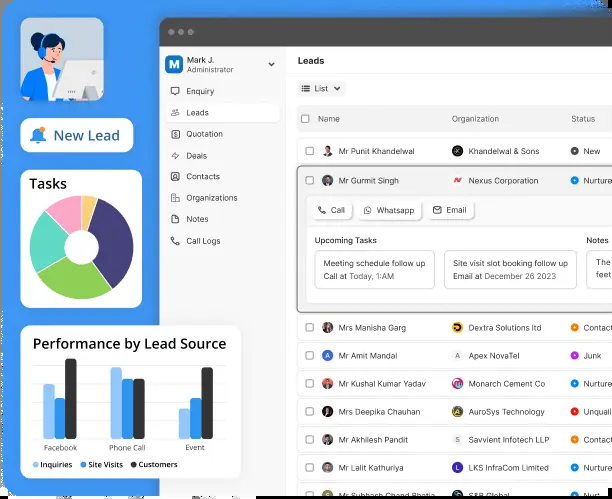 New Lead
Tasks
Performance by Lead Source
Facebook
Phone Call
Event
Inquiries
Site Visits
Customers
M
Mark J.
Administrator
Enquiry
Leads
Quotation
Deals
Contacts
Organizations
Notes
Call Logs
Leads
List
Name Organization Status
Mr Punit Khandelwal Khandelwal & Sons New
Mr Gurmit Singh Nexus Corporation Nurture
Call Whatsapp Email
Upcoming Tasks Notes
Meeting schedule follow up
Call at Today, 1:AM
Site visit slot booking follow up
Email at December 26 2023
The
feet
Mrs Manisha Garg Dextra Solutions ltd Contac
A Mr Amit Mandal A Apex NovaTel Junk
Mr Kushal Kumar Yadav Monarch Cement Co Nurture
Mrs Deepika Chauhan AuroSys Technology Unquali
Mr Akhilesh Pandit S Savvient Infotech LLP Contac
Mr Lalit Kathuriya L LKS InfraCom Limited Nurture
Mr Subhash Chand Bhatia S&B Global